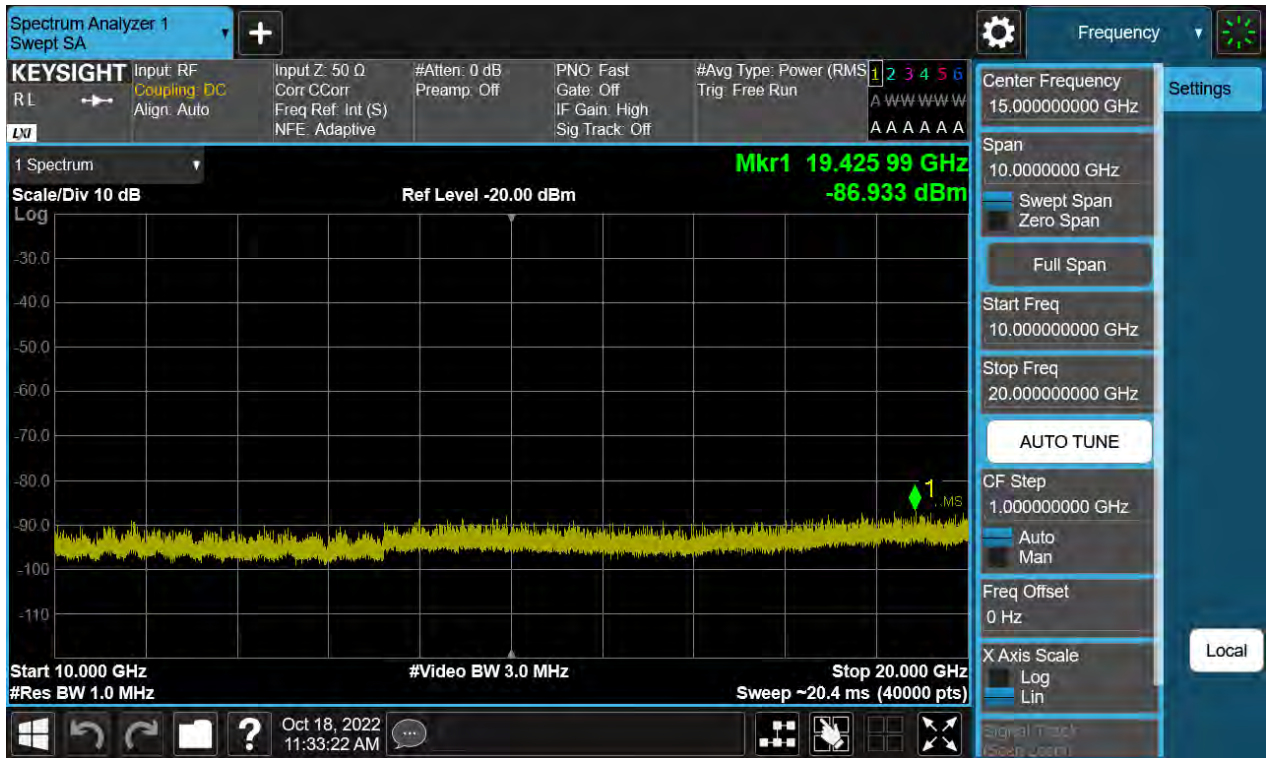 Spectrum Analyzer 1
Swept SA
+
Frequency
KEYSIGHT
RL
LXI
Input: RF
Coupling: DC
Align: Auto
Input Z: 50 Ω
Corr CCorr
Freq Ref: Int (S)
NFE: Adaptive
#Atten: 0 dB
Preamp: Off
PNO: Fast
Gate: Off
IF Gain: High
Sig Track: Off
#Avg Type: Power (RMS
Trig: Free Run
1 2 3 4 5 6
A W W W W W
A A A A A A
1 Spectrum
Scale/Div 10 dB
Ref Level -20.00 dBm
Mkr1 19.425 99 GHz
-86.933 dBm
Log
-30.0
-40.0
-50.0
-60.0
-70.0
-80.0
-90.0
-100
-110
1
Start 10.000 GHz
#Video BW 3.0 MHz
Stop 20.000 GHz
#Res BW 1.0 MHz
Sweep ~20.4 ms (40000 pts)
Oct 18, 2022
11:33:22 AM
?
Center Frequency
15.000000000 GHz
Span
10.0000000 GHz
Swept Span
Zero Span
Full Span
Start Freq
10.000000000 GHz
Stop Freq
20.000000000 GHz
AUTO TUNE
CF Step
1.000000000 GHz
Auto
Man
Freq Offset
0 Hz
X Axis Scale
Log
Lin
Signal Track
(Span Zoom)
Settings
Local